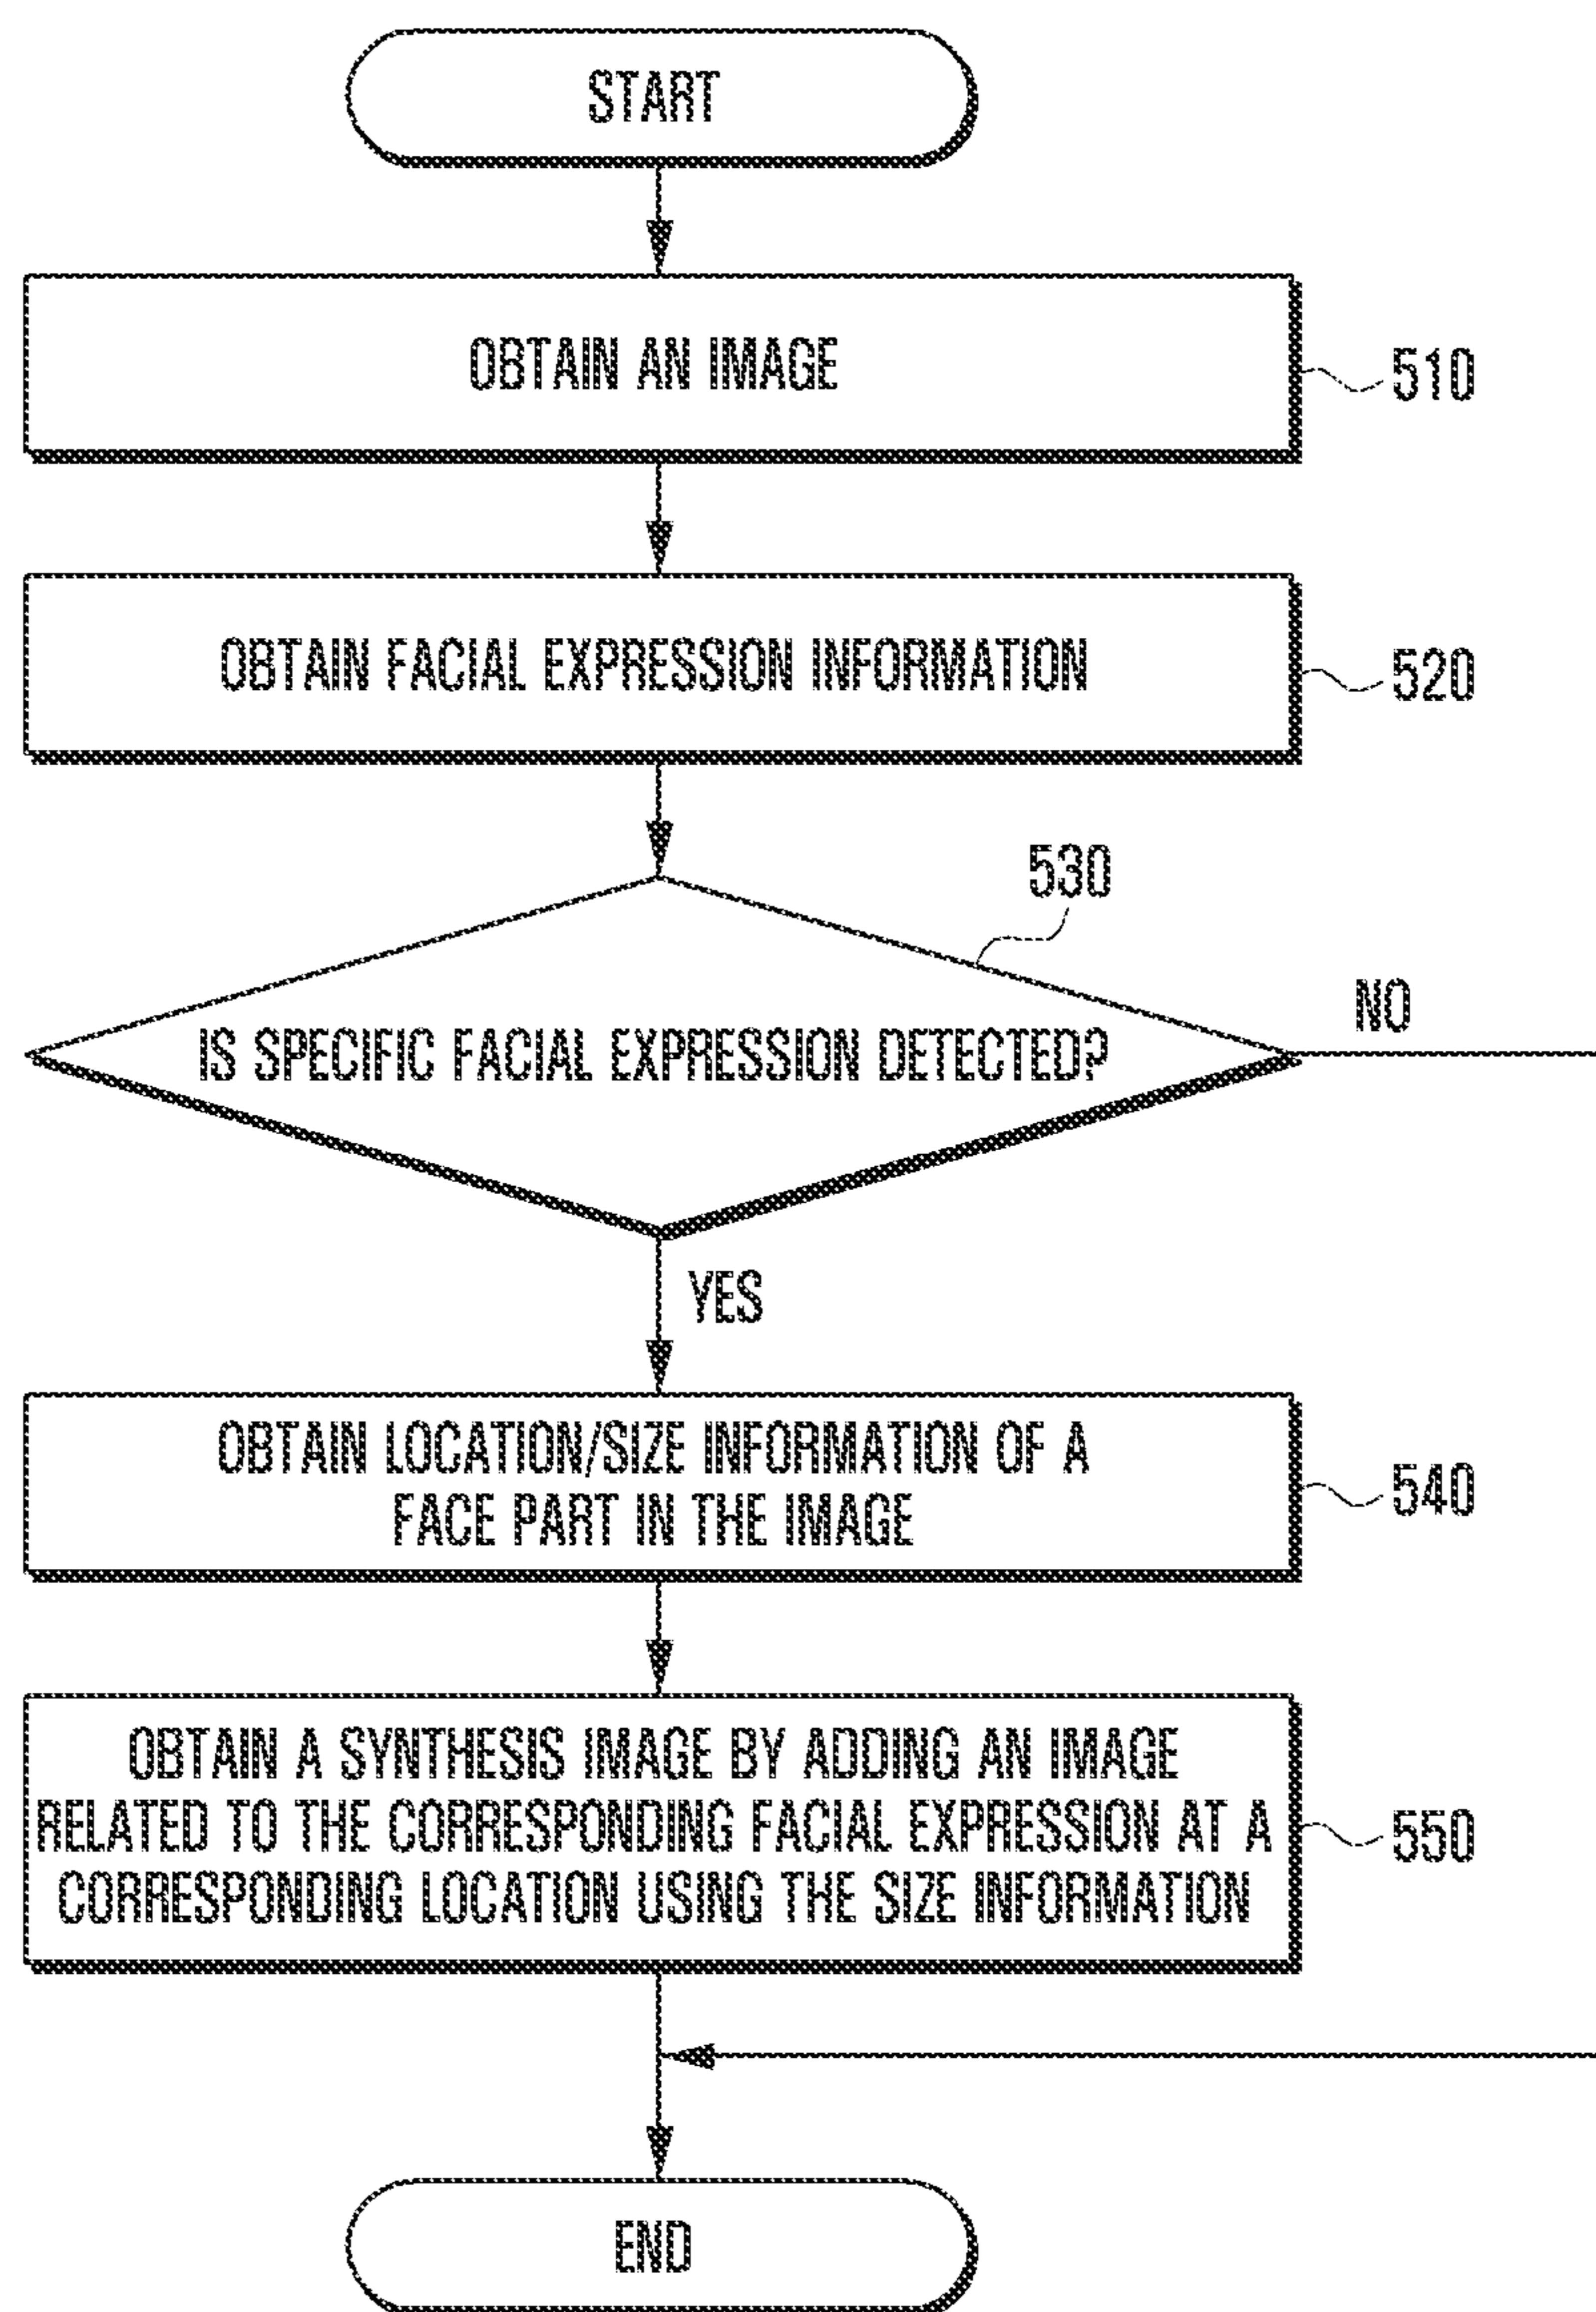 START
OBTAIN AN IMAGE
510
OBTAIN FACIAL EXPRESSION INFORMATION
520
530
IS SPECIFIC FACIAL EXPRESSION DETECTED?
NO
YES
OBTAIN LOCATION/SIZE INFORMATION OF A
FACE PART IN THE IMAGE
540
OBTAIN A SYNTHESIS IMAGE BY ADDING AN IMAGE
RELATED TO THE CORRESPONDING FACIAL EXPRESSION AT A
CORRESPONDING LOCATION USING THE SIZE INFORMATION
550
END